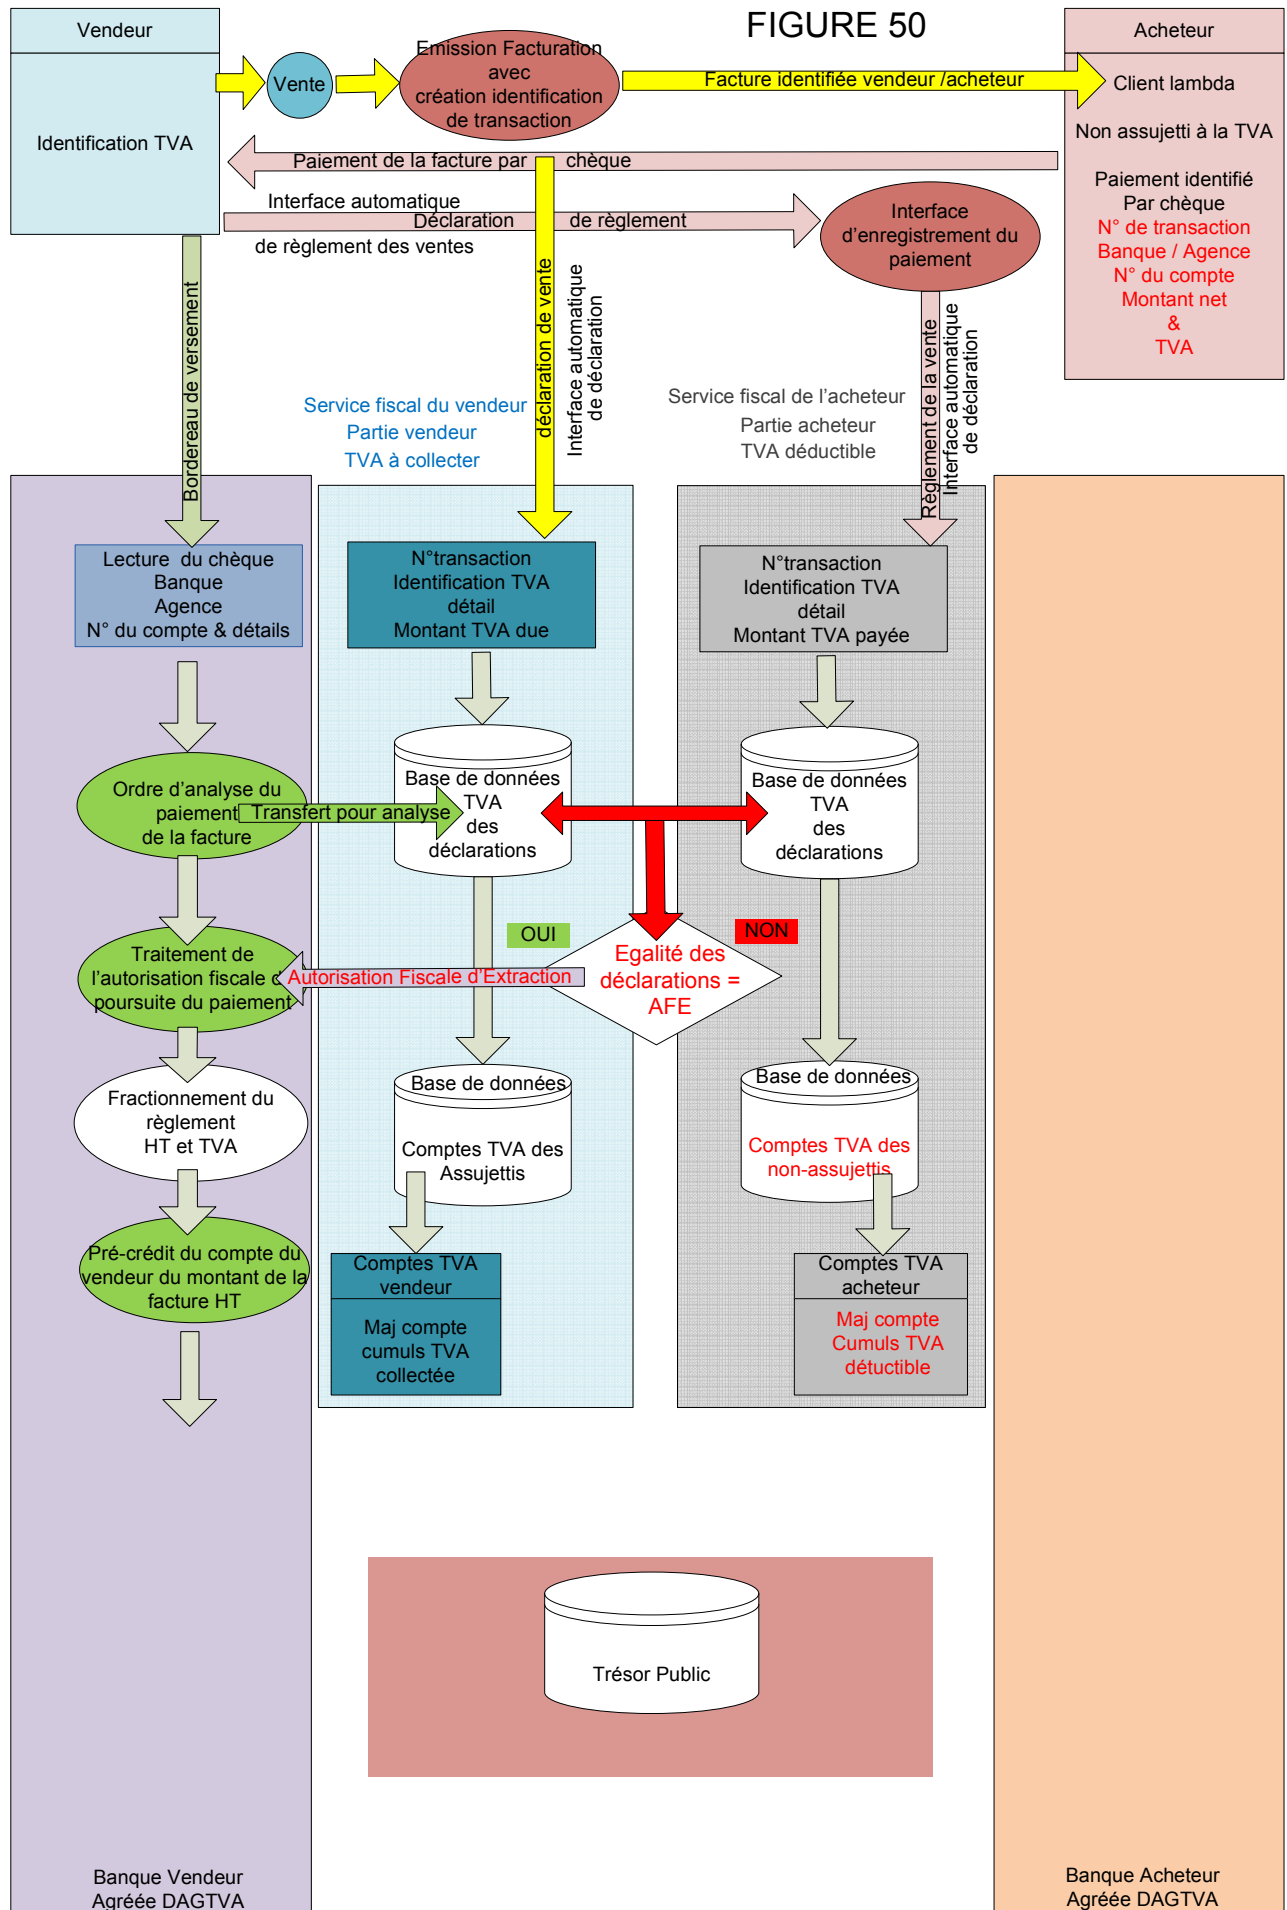 FIGURE 50
Vendeur
Identification TVA
Vente
Emission Facturation
avec
création identification
de transaction
Facture identifiée vendeur /acheteur
Acheteur
Client lambda
Non assujetti à la TVA
Paiement identifié
Par chèque
N° de transaction
Banque / Agence
N° du compte
Montant net
&
TVA
Paiement de la facture par chèque
Interface automatique
Déclaration de règlement
de règlement des ventes
Interface
d'enregistrement du
paiement
Bordereau de versement
déclaration de vente
Interface automatique
de déclaration
Règlement de la vente
Interface automatique
de déclaration
Service fiscal du vendeur
Partie vendeur
TVA à collecter
Service fiscal de l'acheteur
Partie acheteur
TVA déductible
Lecture du chèque
Banque
Agence
N° du compte & détails
N°transaction
Identification TVA
détail
Montant TVA due
N°transaction
Identification TVA
détail
Montant TVA payée
Ordre d'analyse du
paiement
de la facture
Transfert pour analyse
Base de données
TVA
des
déclarations
Base de données
TVA
des
déclarations
OUI
NON
Egalité des
déclarations =
AFE
Autorisation Fiscale d'Extraction
Traitement de
l'autorisation fiscale
poursuite du paiement
Fractionnement du
règlement
HT et TVA
Base de données
Comptes TVA des
Assujettis
Base de données
Comptes TVA des
non-assujettis
Pré-crédit du compte du
vendeur du montant de la
facture HT
Comptes TVA
vendeur
Maj compte
cumuls TVA
collectée
Comptes TVA
acheteur
Maj compte
Cumuls TVA
détuctible
Trésor Public
Banque Vendeur
Agréée DAGTVA
Banque Acheteur
Agréée DAGTVA